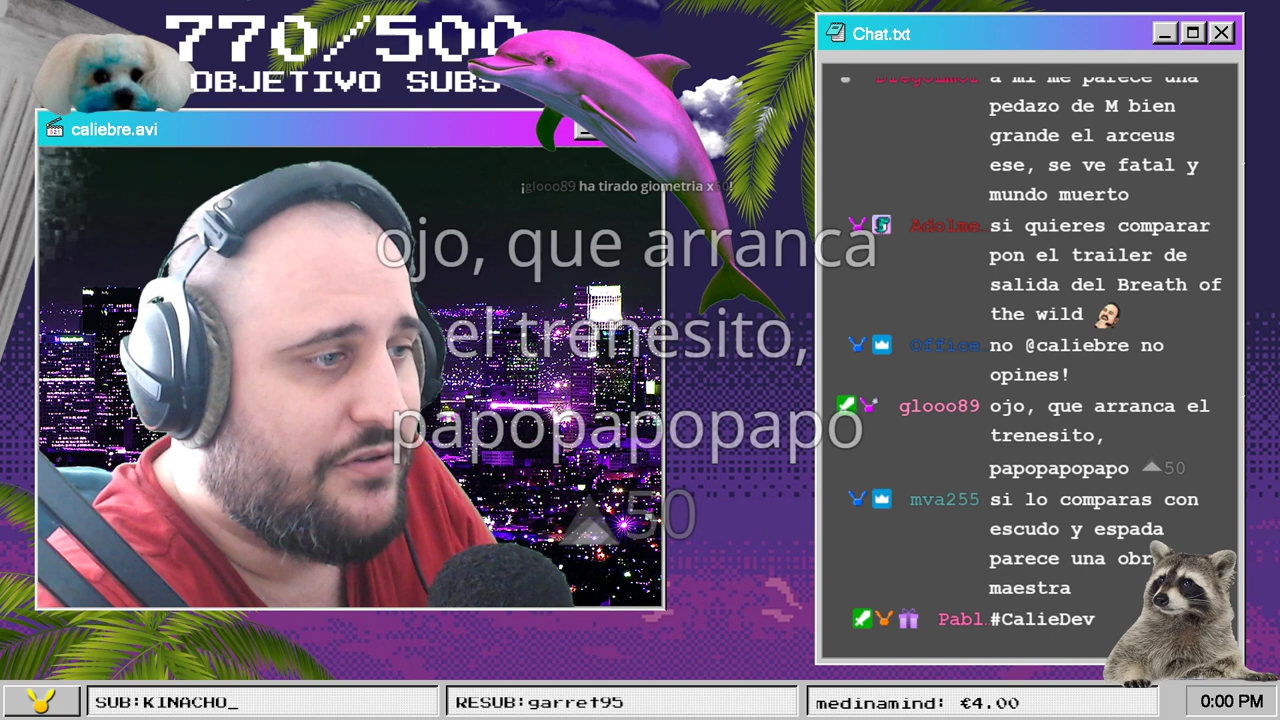 770/500
OBJETIVO SUBS
caliebre.avi
¡glooo89 ha tirado giometria x50!
ojo, que arranca
el trenesito,
papopapopapo
50
Chat.txt
a mi me parece una
pedazo de M bien
grande el arceus
ese, se ve fatal y
mundo muerto
si quieres comparar
pon el trailer de
salida del Breath of
the wild
Office… no @caliebre no
opines!
glooo89 ojo, que arranca el
trenesito,
papopapopapo 50
mva255 si lo comparas con
escudo y espada
parece una obr
maestra
Pabl… #CalieDev
SUB:KINACHO_
RESUB:garret95
medinamind: €4.00
0:00 PM